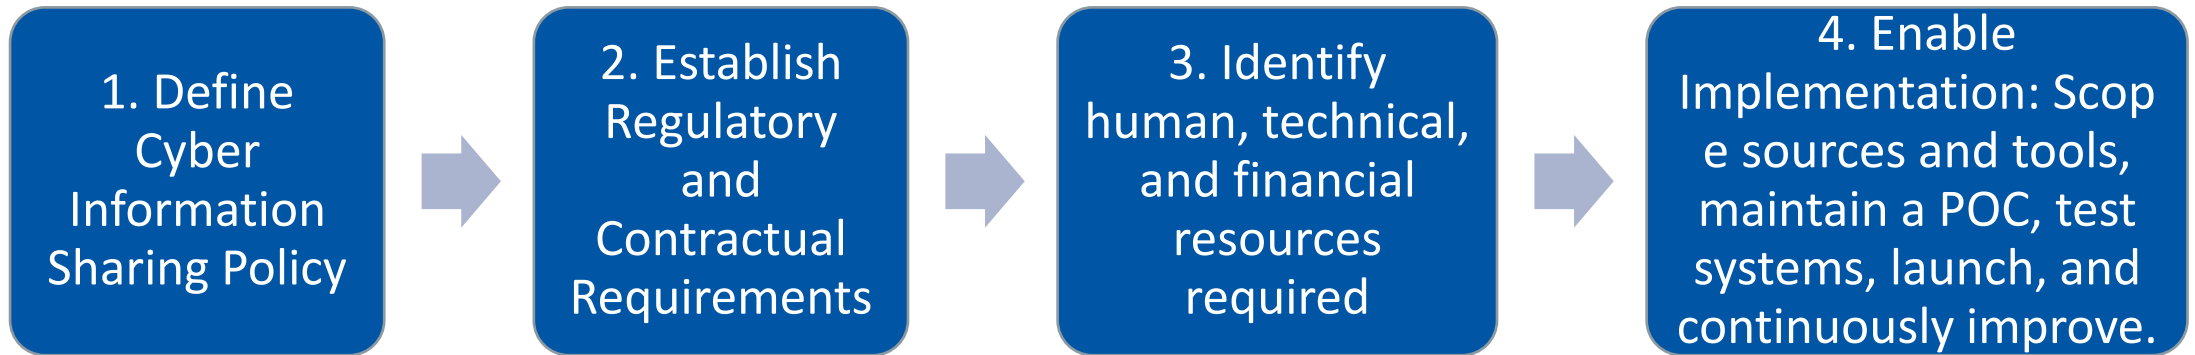 1. Define
Cyber
Information
Sharing Policy
2. Establish
Regulatory
and
Contractual
Requirements
3. Identify
human, technical,
and financial
resources
required
4. Enable
Implementation: Scop
e sources and tools,
maintain a POC, test
systems, launch, and
continuously improve.